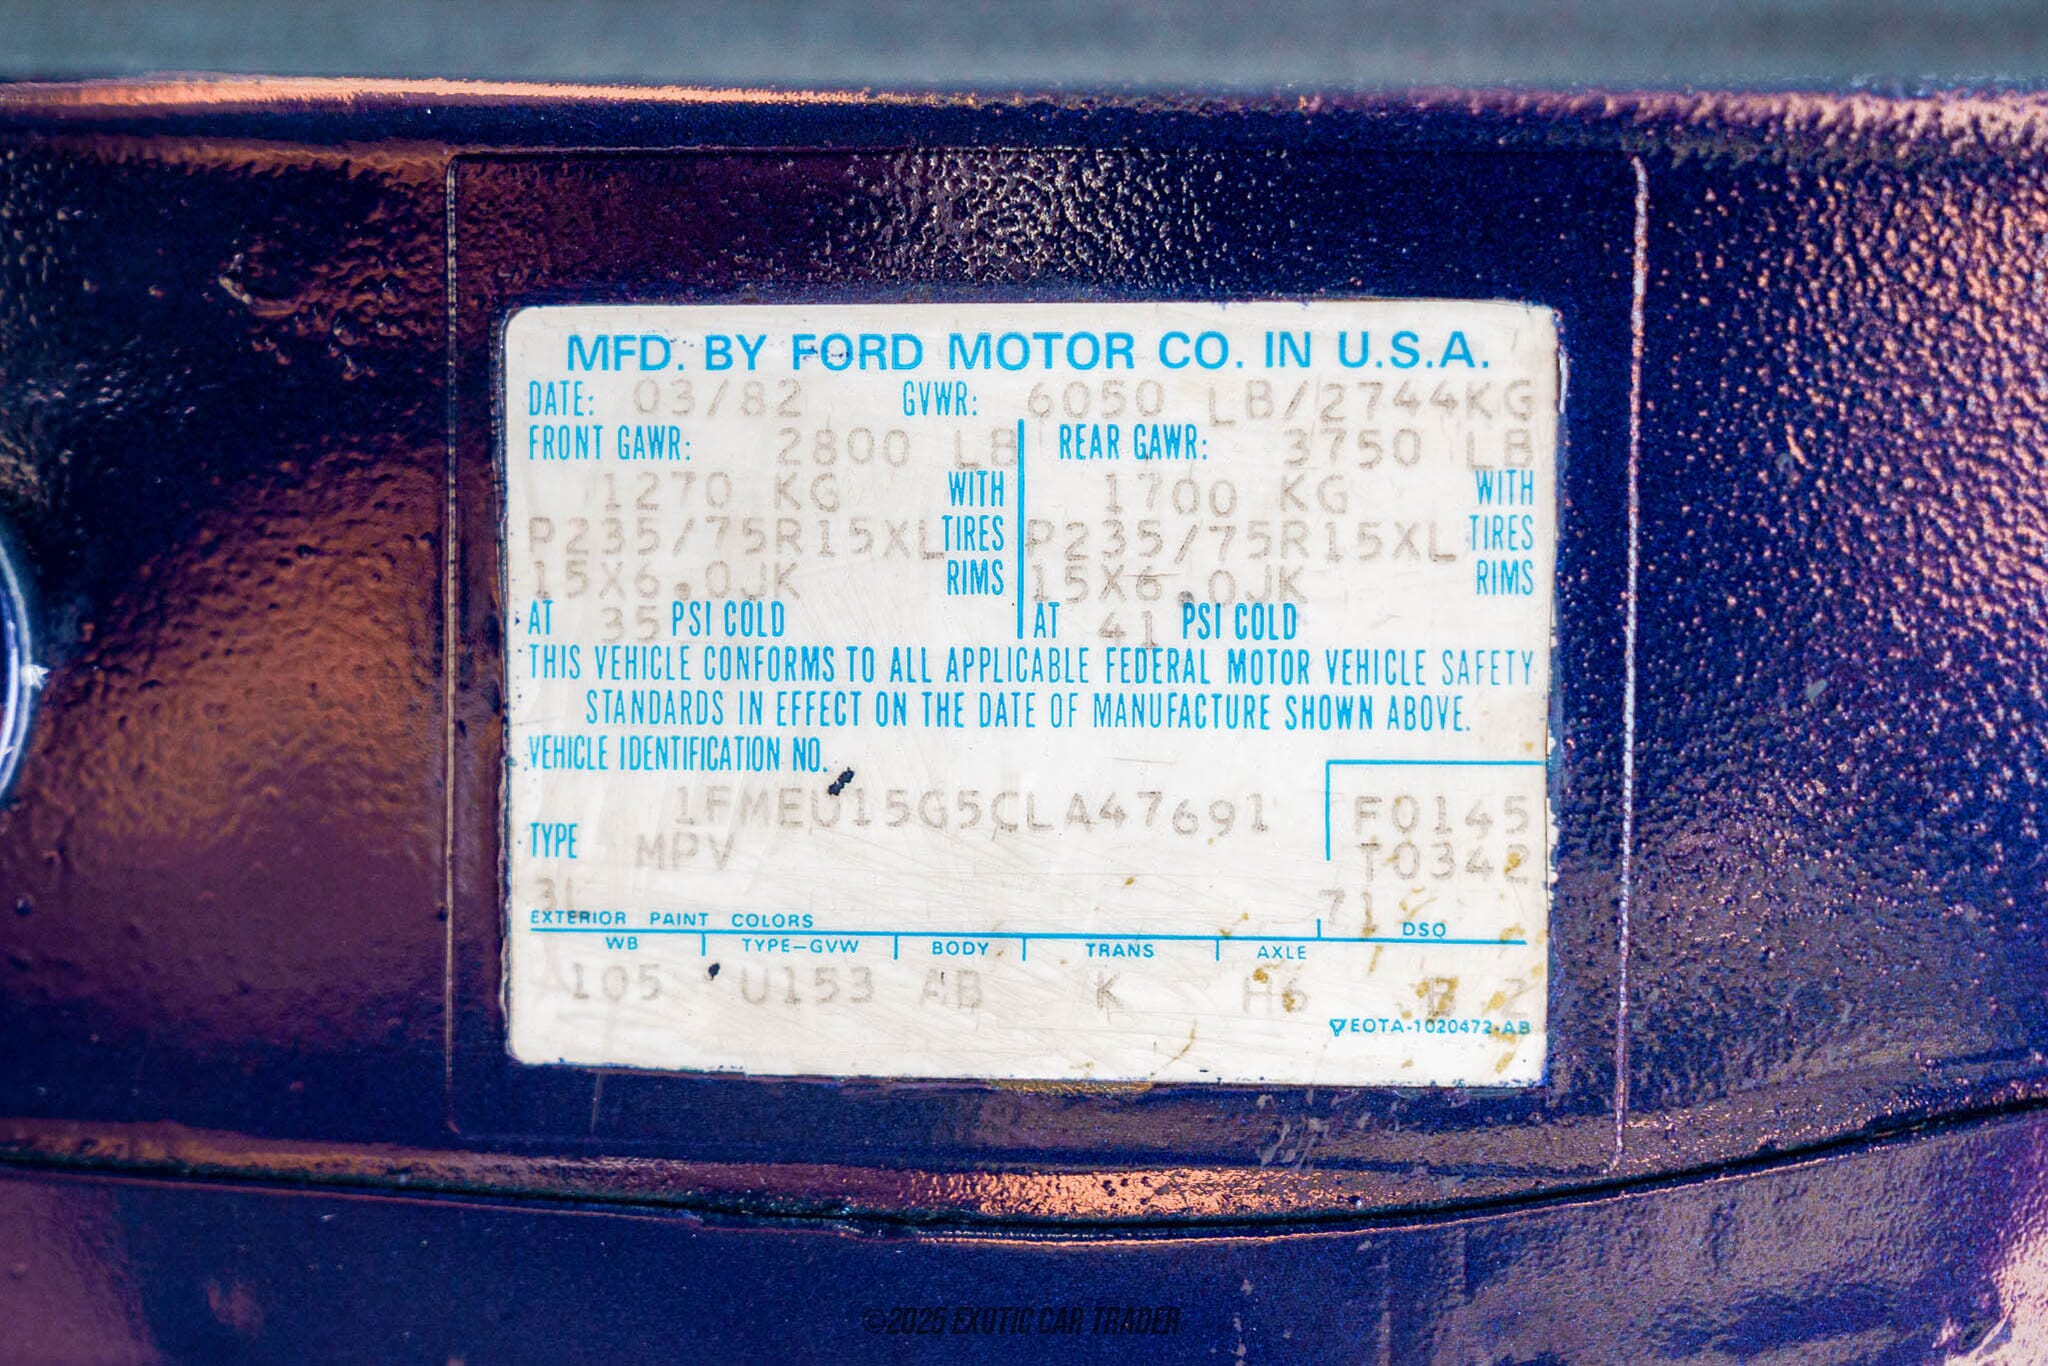 MFD. BY FORD MOTOR CO. IN U.S.A.
DATE: 03/82 GVWR: 6050 LB/2744KG
FRONT GAWR: 2800 LB REAR GAWR: 3750 LB
1270 KG WITH 1700 KG WITH
P235/75R15XL TIRES P235/75R15XL TIRES
15X6.0JK RIMS 15X6.0JK RIMS
AT 35 PSI COLD AT 41 PSI COLD
THIS VEHICLE CONFORMS TO ALL APPLICABLE FEDERAL MOTOR VEHICLE SAFETY
STANDARDS IN EFFECT ON THE DATE OF MANUFACTURE SHOWN ABOVE.
VEHICLE IDENTIFICATION NO.
1FMEU15G5CLA47691 F0145
TYPE MPV T0342
3L 71
EXTERIOR PAINT COLORS DSO
WB TYPE-GVW BODY TRANS AXLE
105 U153 AB K H6 2
EOTA-1020472-AB
©2025 EXOTIC CAR TRADER